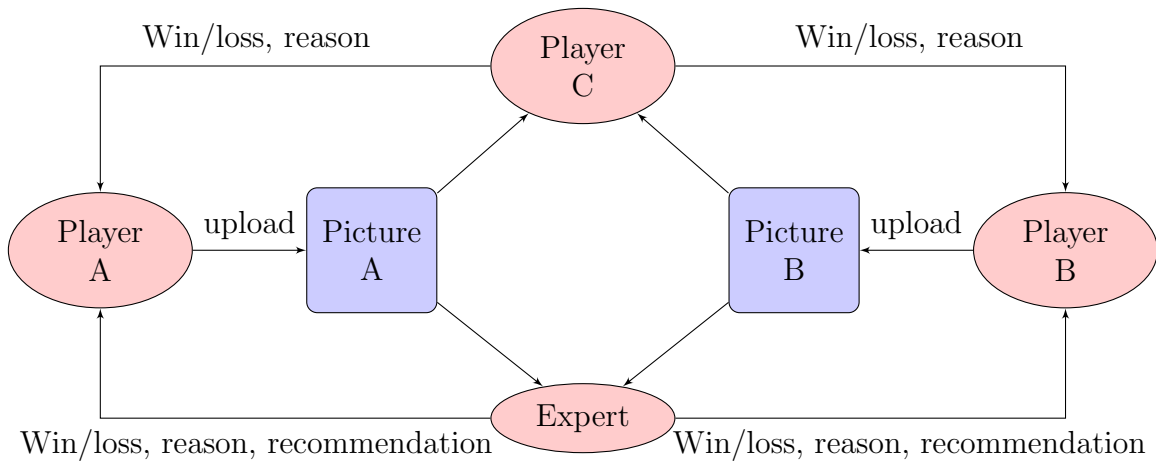 Win/loss, reason
Player
C
Win/loss, reason
Player
A
upload
Picture
A
Picture
B
upload
Player
B
Expert
Win/loss, reason, recommendation
Win/loss, reason, recommendation